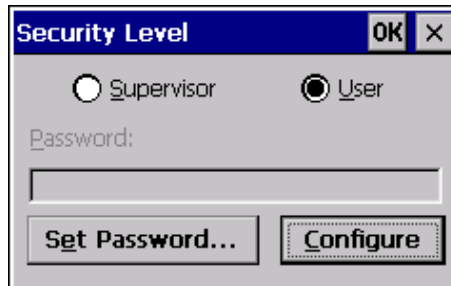 Security Level OK ×
Supervisor User
Password:
Set Password... Configure